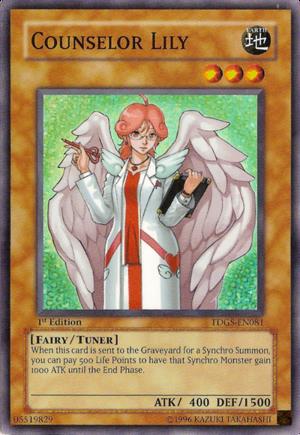 COUNSELOR LILY
EARTH
地
1st Edition
TDGS-EN081
[FAIRY / TUNER]
When this card is sent to the Graveyard for a Synchro Summon,
you can pay 500 Life Points to have that Synchro Monster gain
1000 ATK until the End Phase.
ATK/ 400 DEF/1500
05519829
©1996 KAZUKI TAKAHASHI